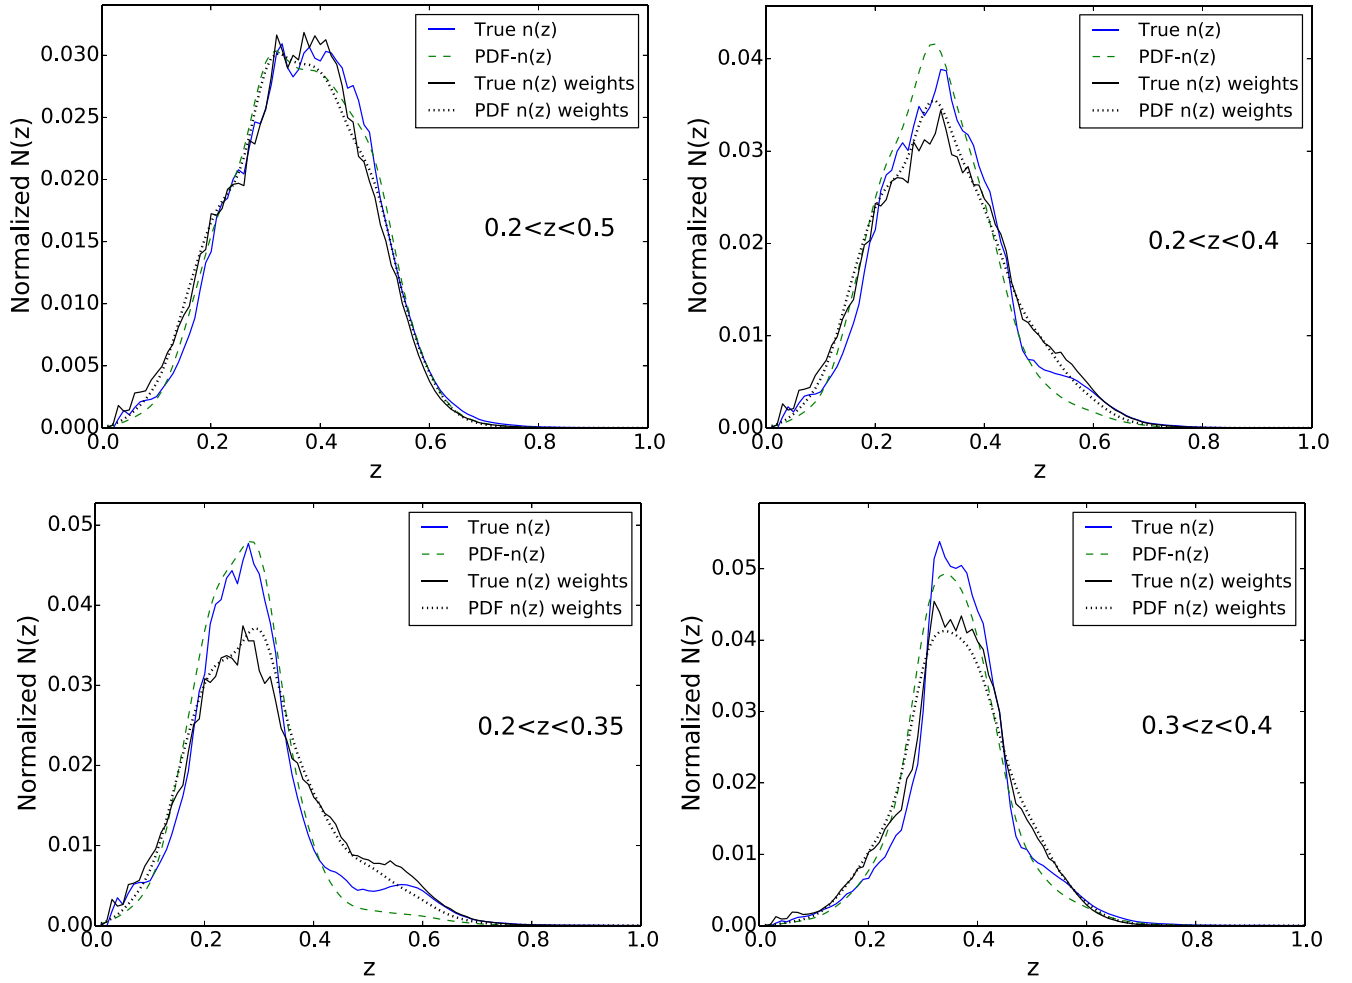 True n(z)
PDF-n(z)
True n(z) weights
PDF n(z) weights
0.2<z<0.5
Normalized N(z)
0.030
0.025
0.020
0.015
0.010
0.005
0.000
0.0 0.2 0.4 0.6 0.8 1.0
z
True n(z)
PDF-n(z)
True n(z) weights
PDF n(z) weights
0.2<z<0.4
Normalized N(z)
0.04
0.03
0.02
0.01
0.00
0.0 0.2 0.4 0.6 0.8 1.0
z
True n(z)
PDF-n(z)
True n(z) weights
PDF n(z) weights
0.2<z<0.35
Normalized N(z)
0.05
0.04
0.03
0.02
0.01
0.00
0.0 0.2 0.4 0.6 0.8 1.0
z
True n(z)
PDF-n(z)
True n(z) weights
PDF n(z) weights
0.3<z<0.4
Normalized N(z)
0.05
0.04
0.03
0.02
0.01
0.00
0.0 0.2 0.4 0.6 0.8 1.0
z